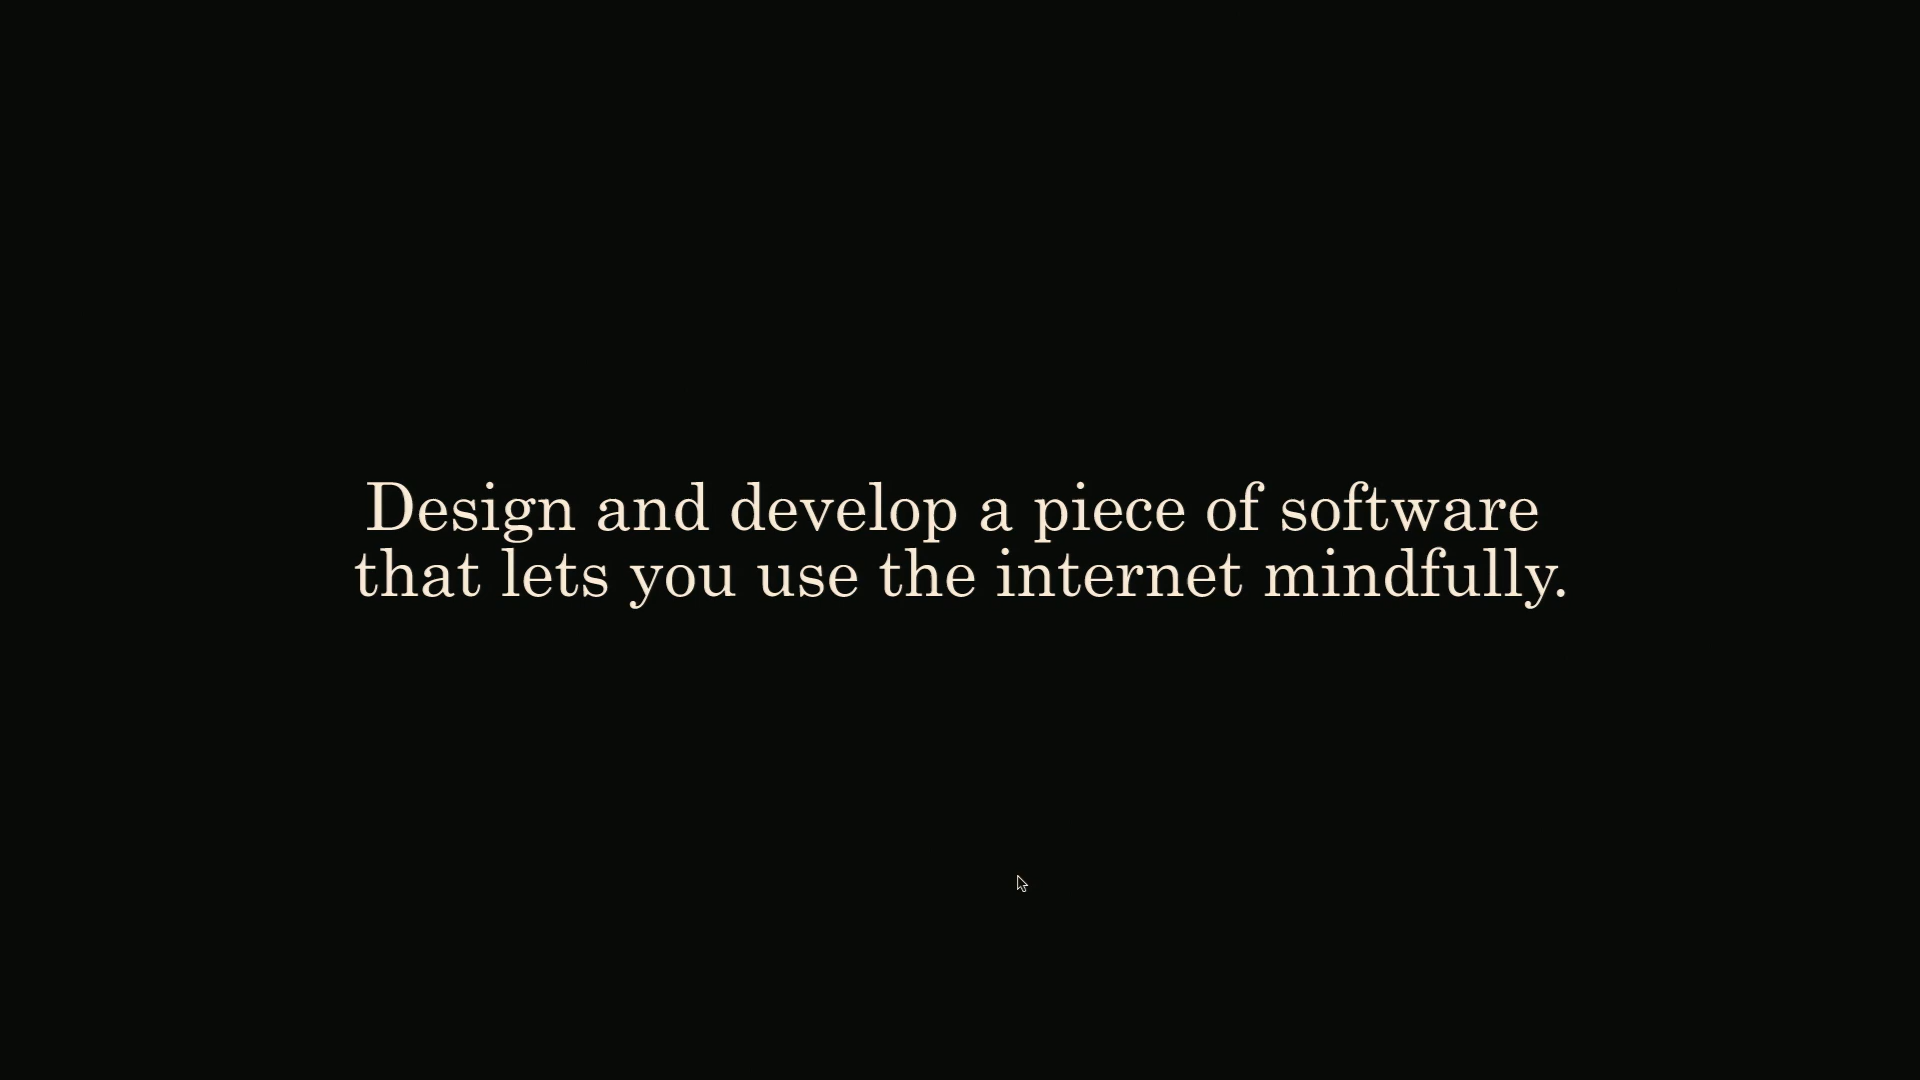 Design and develop a piece of software
that lets you use the internet mindfully.